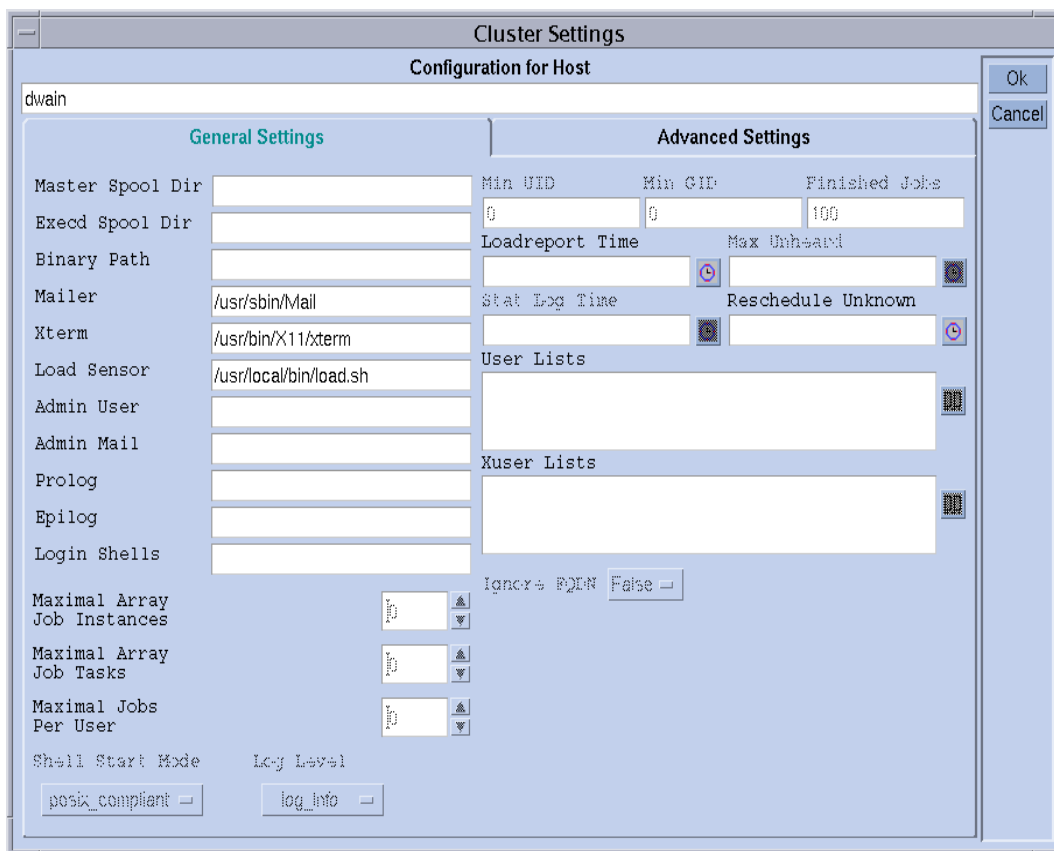 Cluster Settings
Configuration for Host
dwain
Ok
Cancel
General Settings
Advanced Settings
Master Spool Dir
Execd Spool Dir
Binary Path
Mailer /usr/sbin/Mail
Xterm /usr/bin/X11/xterm
Load Sensor /usr/local/bin/load.sh
Admin User
Admin Mail
Prolog
Epilog
Login Shells
Maximal Array
Job Instances
0
Maximal Array
Job Tasks
0
Maximal Jobs
Per User
0
Shell Start Mode Log Level
posix_compliant log_info
Min UID Min GID Finished Jobs
0 0 100
Loadreport Time Max Unheard
Stat Log Time Reschedule Unknown
User Lists
Xuser Lists
Ignore FQDN False